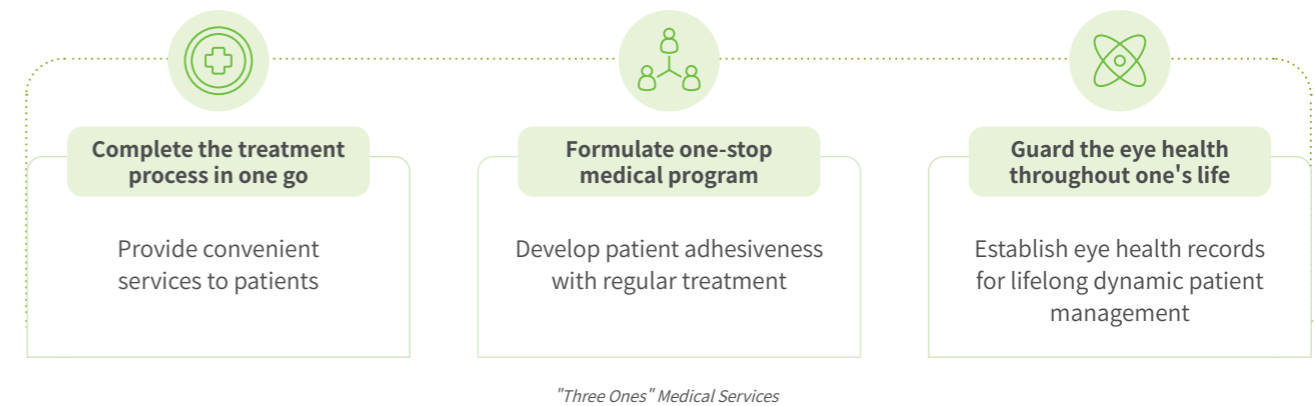 Complete the treatment
process in one go
Provide convenient
services to patients
Formulate one-stop
medical program
Develop patient adhesiveness
with regular treatment
Guard the eye health
throughout one's life
Establish eye health records
for lifelong dynamic patient
management
"Three Ones" Medical Services